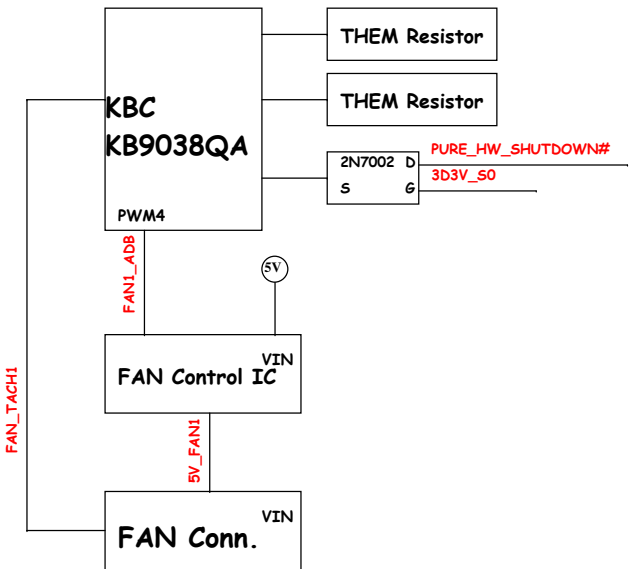 THEM Resistor
THEM Resistor
KBC
KB9038QA
PWM4
2N7002 D
S G
PURE_HW_SHUTDOWN#
3D3V_S0
FAN1_ADB
5V
VIN
FAN Control IC
FAN_TACH1
5V_FAN1
VIN
FAN Conn.